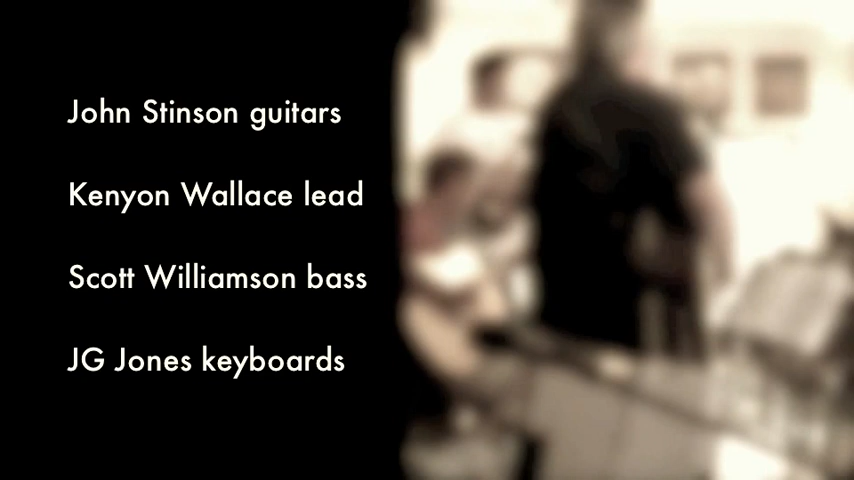 John Stinson guitars
Kenyon Wallace lead
Scott Williamson bass
JG Jones keyboards